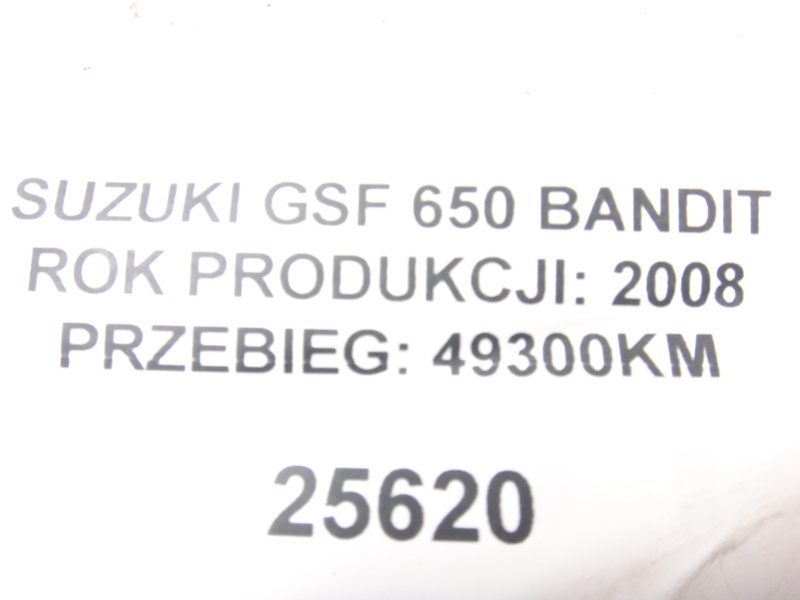 SUZUKI GSF 650 BANDIT
ROK PRODUKCJI: 2008
PRZEBIEG: 49300KM
25620